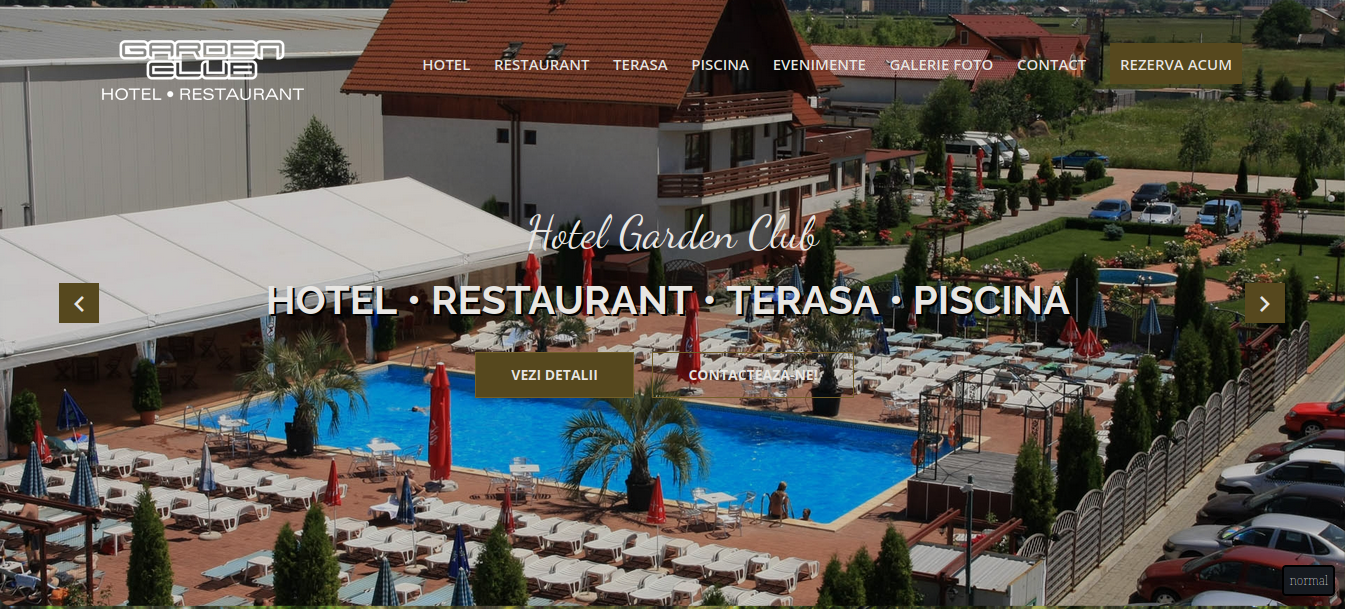 GARDEN
CLUB
HOTEL • RESTAURANT
HOTEL RESTAURANT TERASA PISCINA EVENIMENTE GALERIE FOTO CONTACT REZERVA ACUM
Hotel Garden Club
HOTEL • RESTAURANT • TERASA • PISCINA
VEZI DETALII CONTACTEAZA-NE!
normal